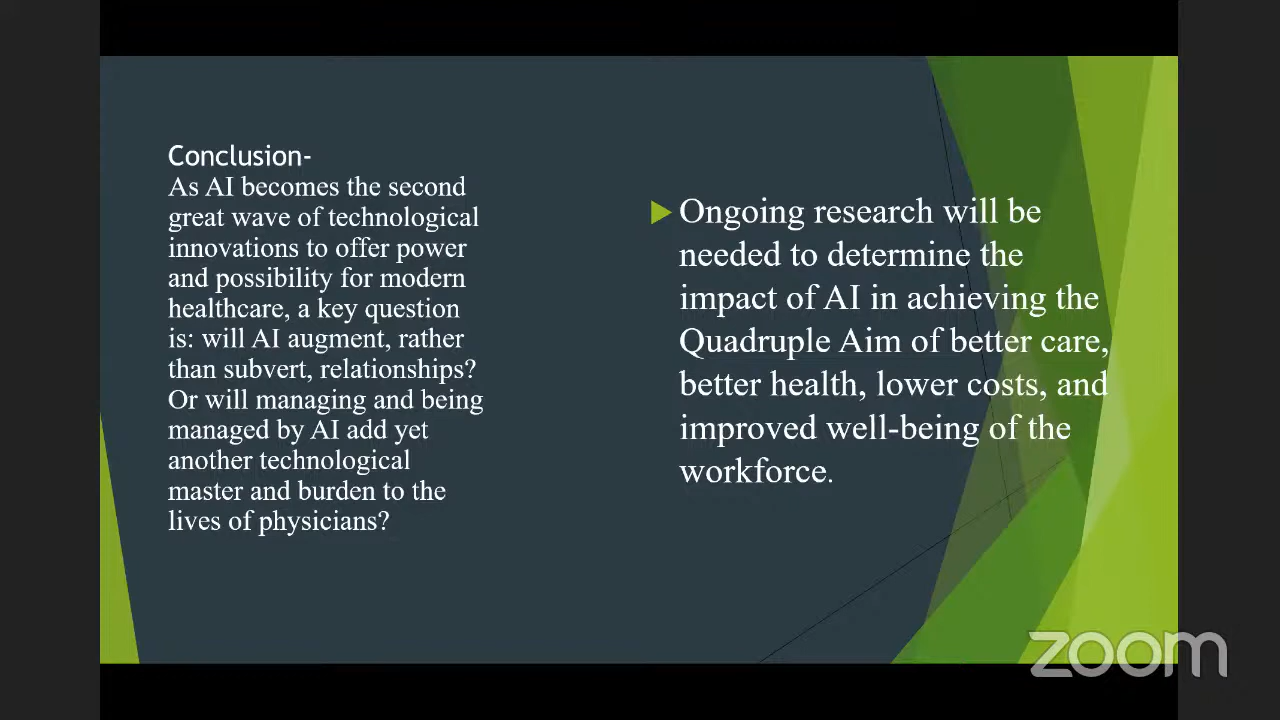 Conclusion-
As AI becomes the second
great wave of technological
innovations to offer power
and possibility for modern
healthcare, a key question
is: will AI augment, rather
than subvert, relationships?
Or will managing and being
managed by AI add yet
another technological
master and burden to the
lives of physicians?
Ongoing research will be
needed to determine the
impact of AI in achieving the
Quadruple Aim of better care,
better health, lower costs, and
improved well-being of the
workforce.
zoom